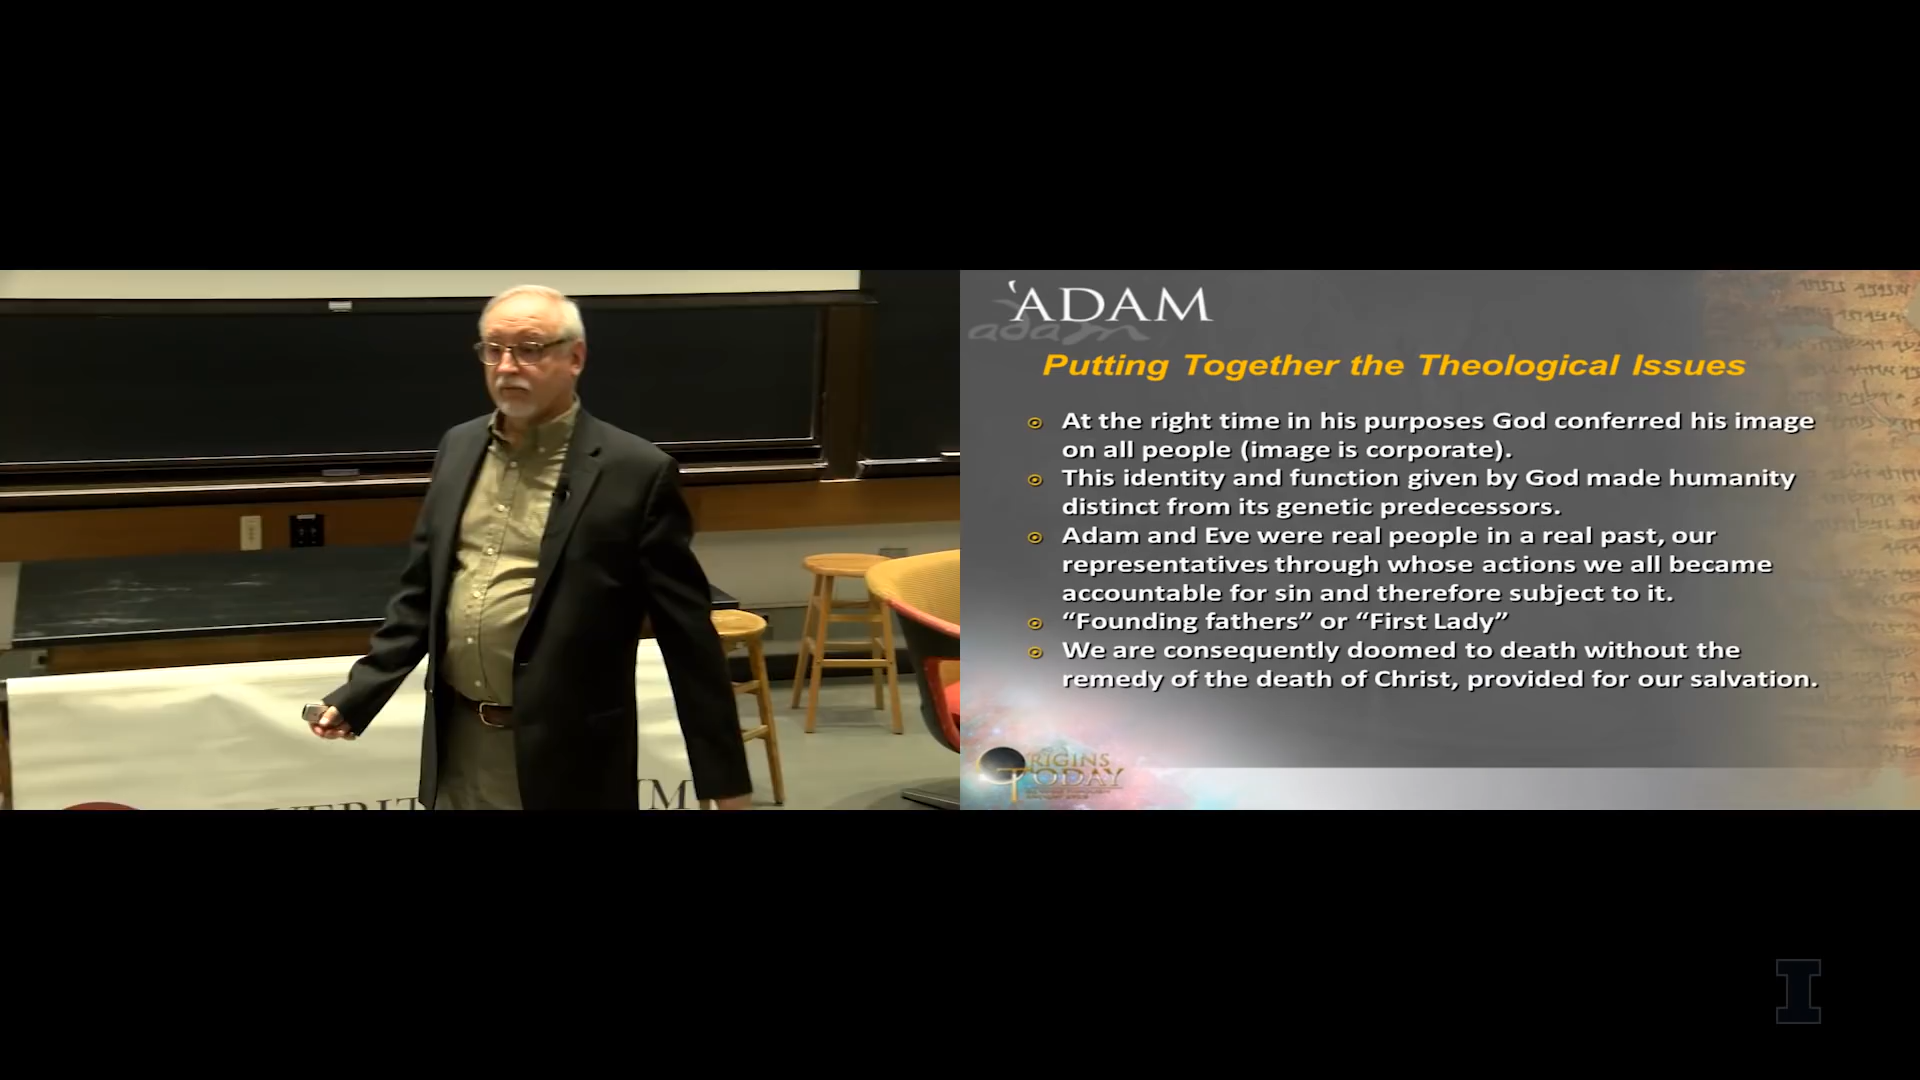 ʽADAM
adam
Putting Together the Theological Issues
At the right time in his purposes God conferred his image
on all people (image is corporate).
This identity and function given by God made humanity
distinct from its genetic predecessors.
Adam and Eve were real people in a real past, our
representatives through whose actions we all became
accountable for sin and therefore subject to it.
“Founding fathers” or “First Lady”
We are consequently doomed to death without the
remedy of the death of Christ, provided for our salvation.
ORIGINS
TODAY
I